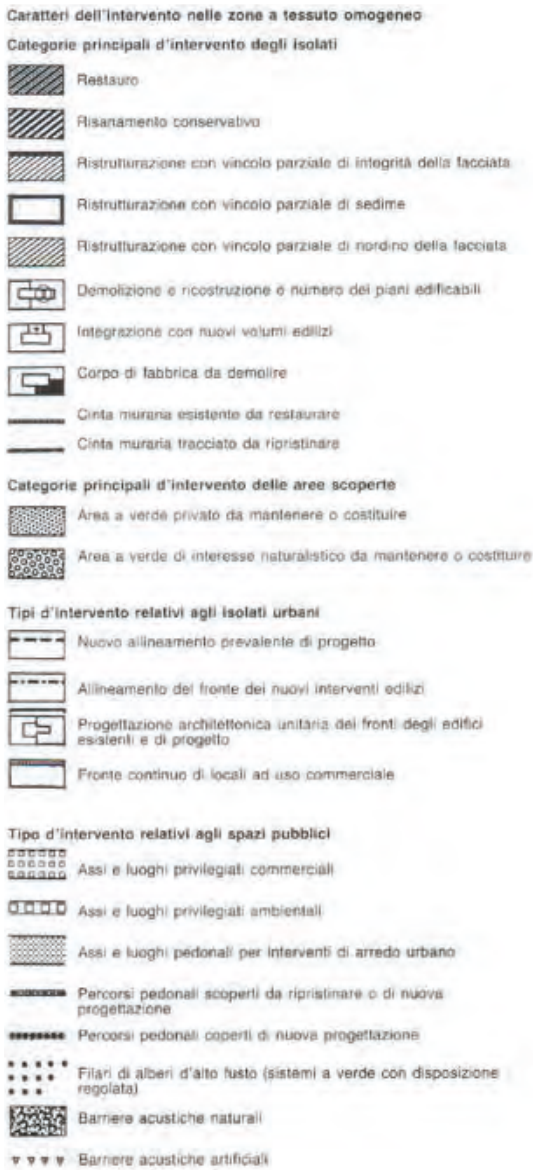 Caratteri dell'intervento nelle zone a tessuto omogeneo
Categorie principali d'intervento degli isolati
Restauro
Risanamento conservativo
Ristrutturazione con vincolo parziale di integrità della facciata
Ristrutturazione con vincolo parziale di sedime
Ristrutturazione con vincolo parziale di riordino della facciata
Demolizione e ricostruzione e numero dei piani edificabili
Integrazione con nuovi volumi edilizi
Corpo di fabbrica da demolire
Cinta muraria esistente da restaurare
Cinta muraria tracciato da ripristinare
Categorie principali d'intervento delle aree scoperte
Area a verde privato da mantenere o costituire
Area a verde di interesse naturalistico da mantenere o costituire
Tipi d'intervento relativi agli isolati urbani
Nuovo allineamento prevalente di progetto
Allineamento del fronte dei nuovi interventi edilizi
Progettazione architettonica unitaria dei fronti degli edifici
esistenti e di progetto
Fronte continuo di locali ad uso commerciale
Tipo d'intervento relativi agli spazi pubblici
Assi e luoghi privilegiati commerciali
Assi e luoghi privilegiati ambientali
Assi e luoghi pedonali per interventi di arredo urbano
Percorsi pedonali scoperti da ripristinare o di nuova
progettazione
Percorsi pedonali coperti di nuova progettazione
Filari di alberi d'alto fusto (sistemi a verde con disposizione
regolata)
Barriere acustiche naturali
Barriere acustiche artificiali